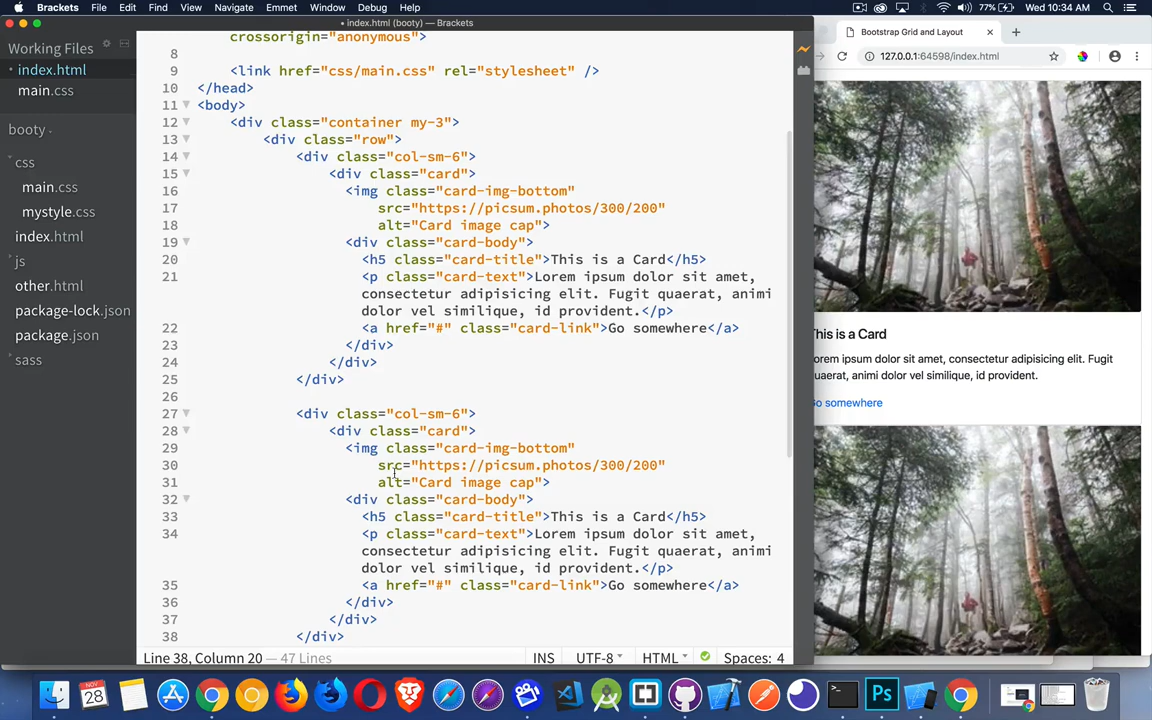 Brackets File Edit Find View Navigate Emmet Window Debug Help 77% Wed 10:34 AM
• index.html (booty) — Brackets
Working Files
• index.html
main.css
booty
css
main.css
mystyle.css
index.html
js
other.html
package-lock.json
package.json
sass
crossorigin="anonymous">
8
9 <link href="css/main.css" rel="stylesheet" />
10 </head>
11 <body>
12 <div class="container my-3">
13 <div class="row">
14 <div class="col-sm-6">
15 <div class="card">
16 <img class="card-img-bottom"
17 src="https://picsum.photos/300/200"
18 alt="Card image cap">
19 <div class="card-body">
20 <h5 class="card-title">This is a Card</h5>
21 <p class="card-text">Lorem ipsum dolor sit amet,
consectetur adipisicing elit. Fugit quaerat, animi
dolor vel similique, id provident.</p>
22 <a href="#" class="card-link">Go somewhere</a>
23 </div>
24 </div>
25 </div>
26
27 <div class="col-sm-6">
28 <div class="card">
29 <img class="card-img-bottom"
30 src="https://picsum.photos/300/200"
31 alt="Card image cap">
32 <div class="card-body">
33 <h5 class="card-title">This is a Card</h5>
34 <p class="card-text">Lorem ipsum dolor sit amet,
consectetur adipisicing elit. Fugit quaerat, animi
dolor vel similique, id provident.</p>
35 <a href="#" class="card-link">Go somewhere</a>
36 </div>
37 </div>
38 </div>
Line 38, Column 20 — 47 Lines INS UTF-8 HTML Spaces: 4
Bootstrap Grid and Layout
127.0.0.1:64598/index.html
This is a Card
orem ipsum dolor sit amet, consectetur adipisicing elit. Fugit
uaerat, animi dolor vel similique, id provident.
Go somewhere
NOV
28
Ps